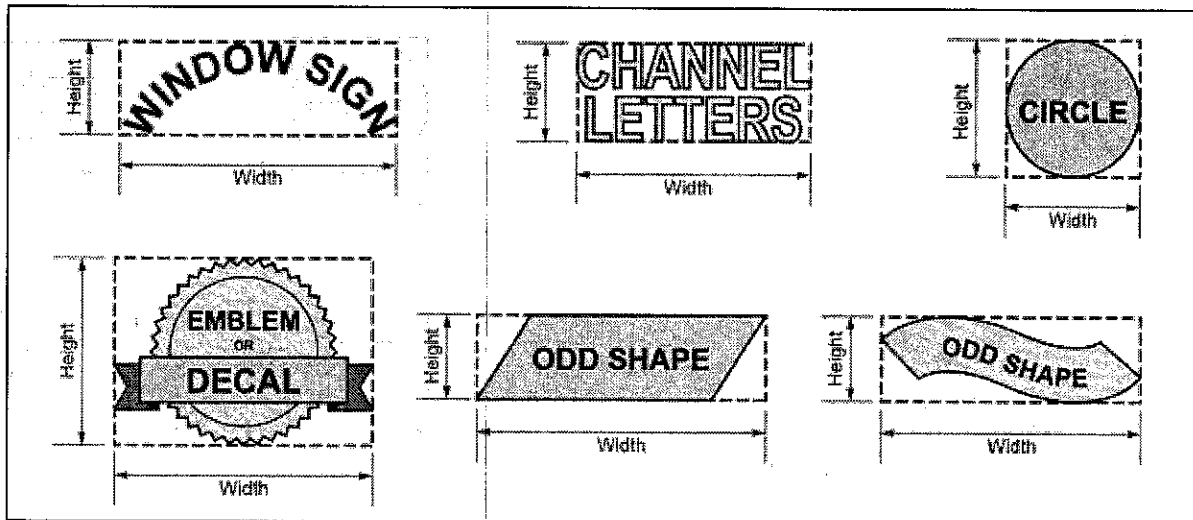 Height
WINDOW SIGN
Width
Height
CHANNEL
LETTERS
Width
Height
CIRCLE
Width
Height
EMBLEM
OR
DECAL
Width
Height
ODD SHAPE
Width
Height
ODD SHAPE
Width